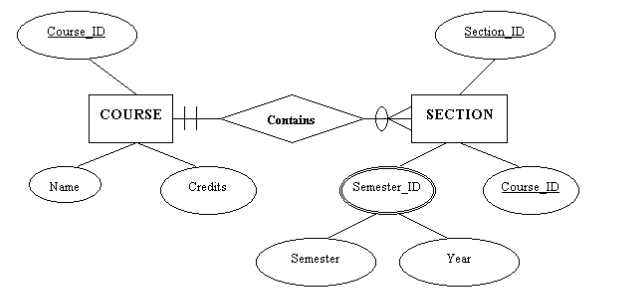 Course_ID
Section_ID
COURSE
Contains
SECTION
Name
Credits
Semester_ID
Course_ID
Semester
Year